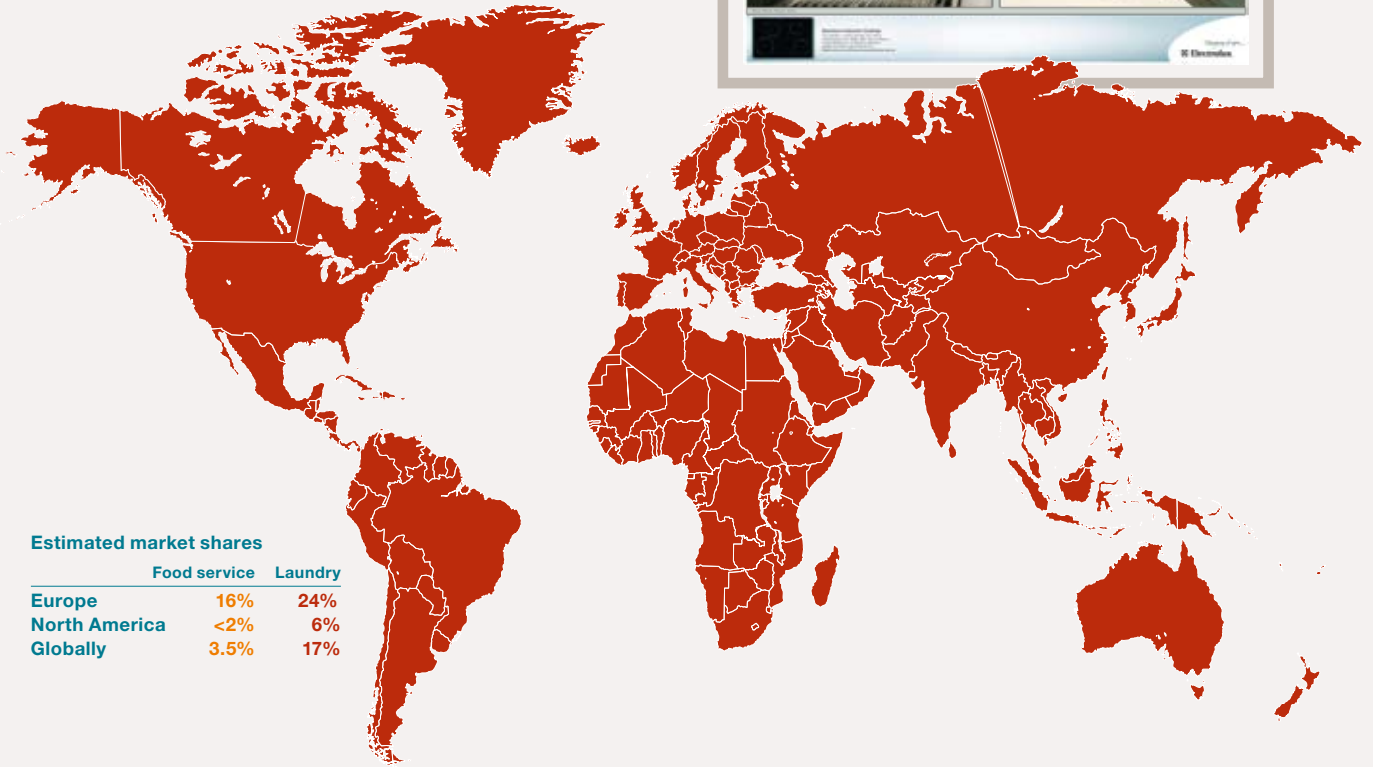 Electrolux
Estimated market shares
Food service Laundry
Europe 16% 24%
North America <2% 6%
Globally 3.5% 17%